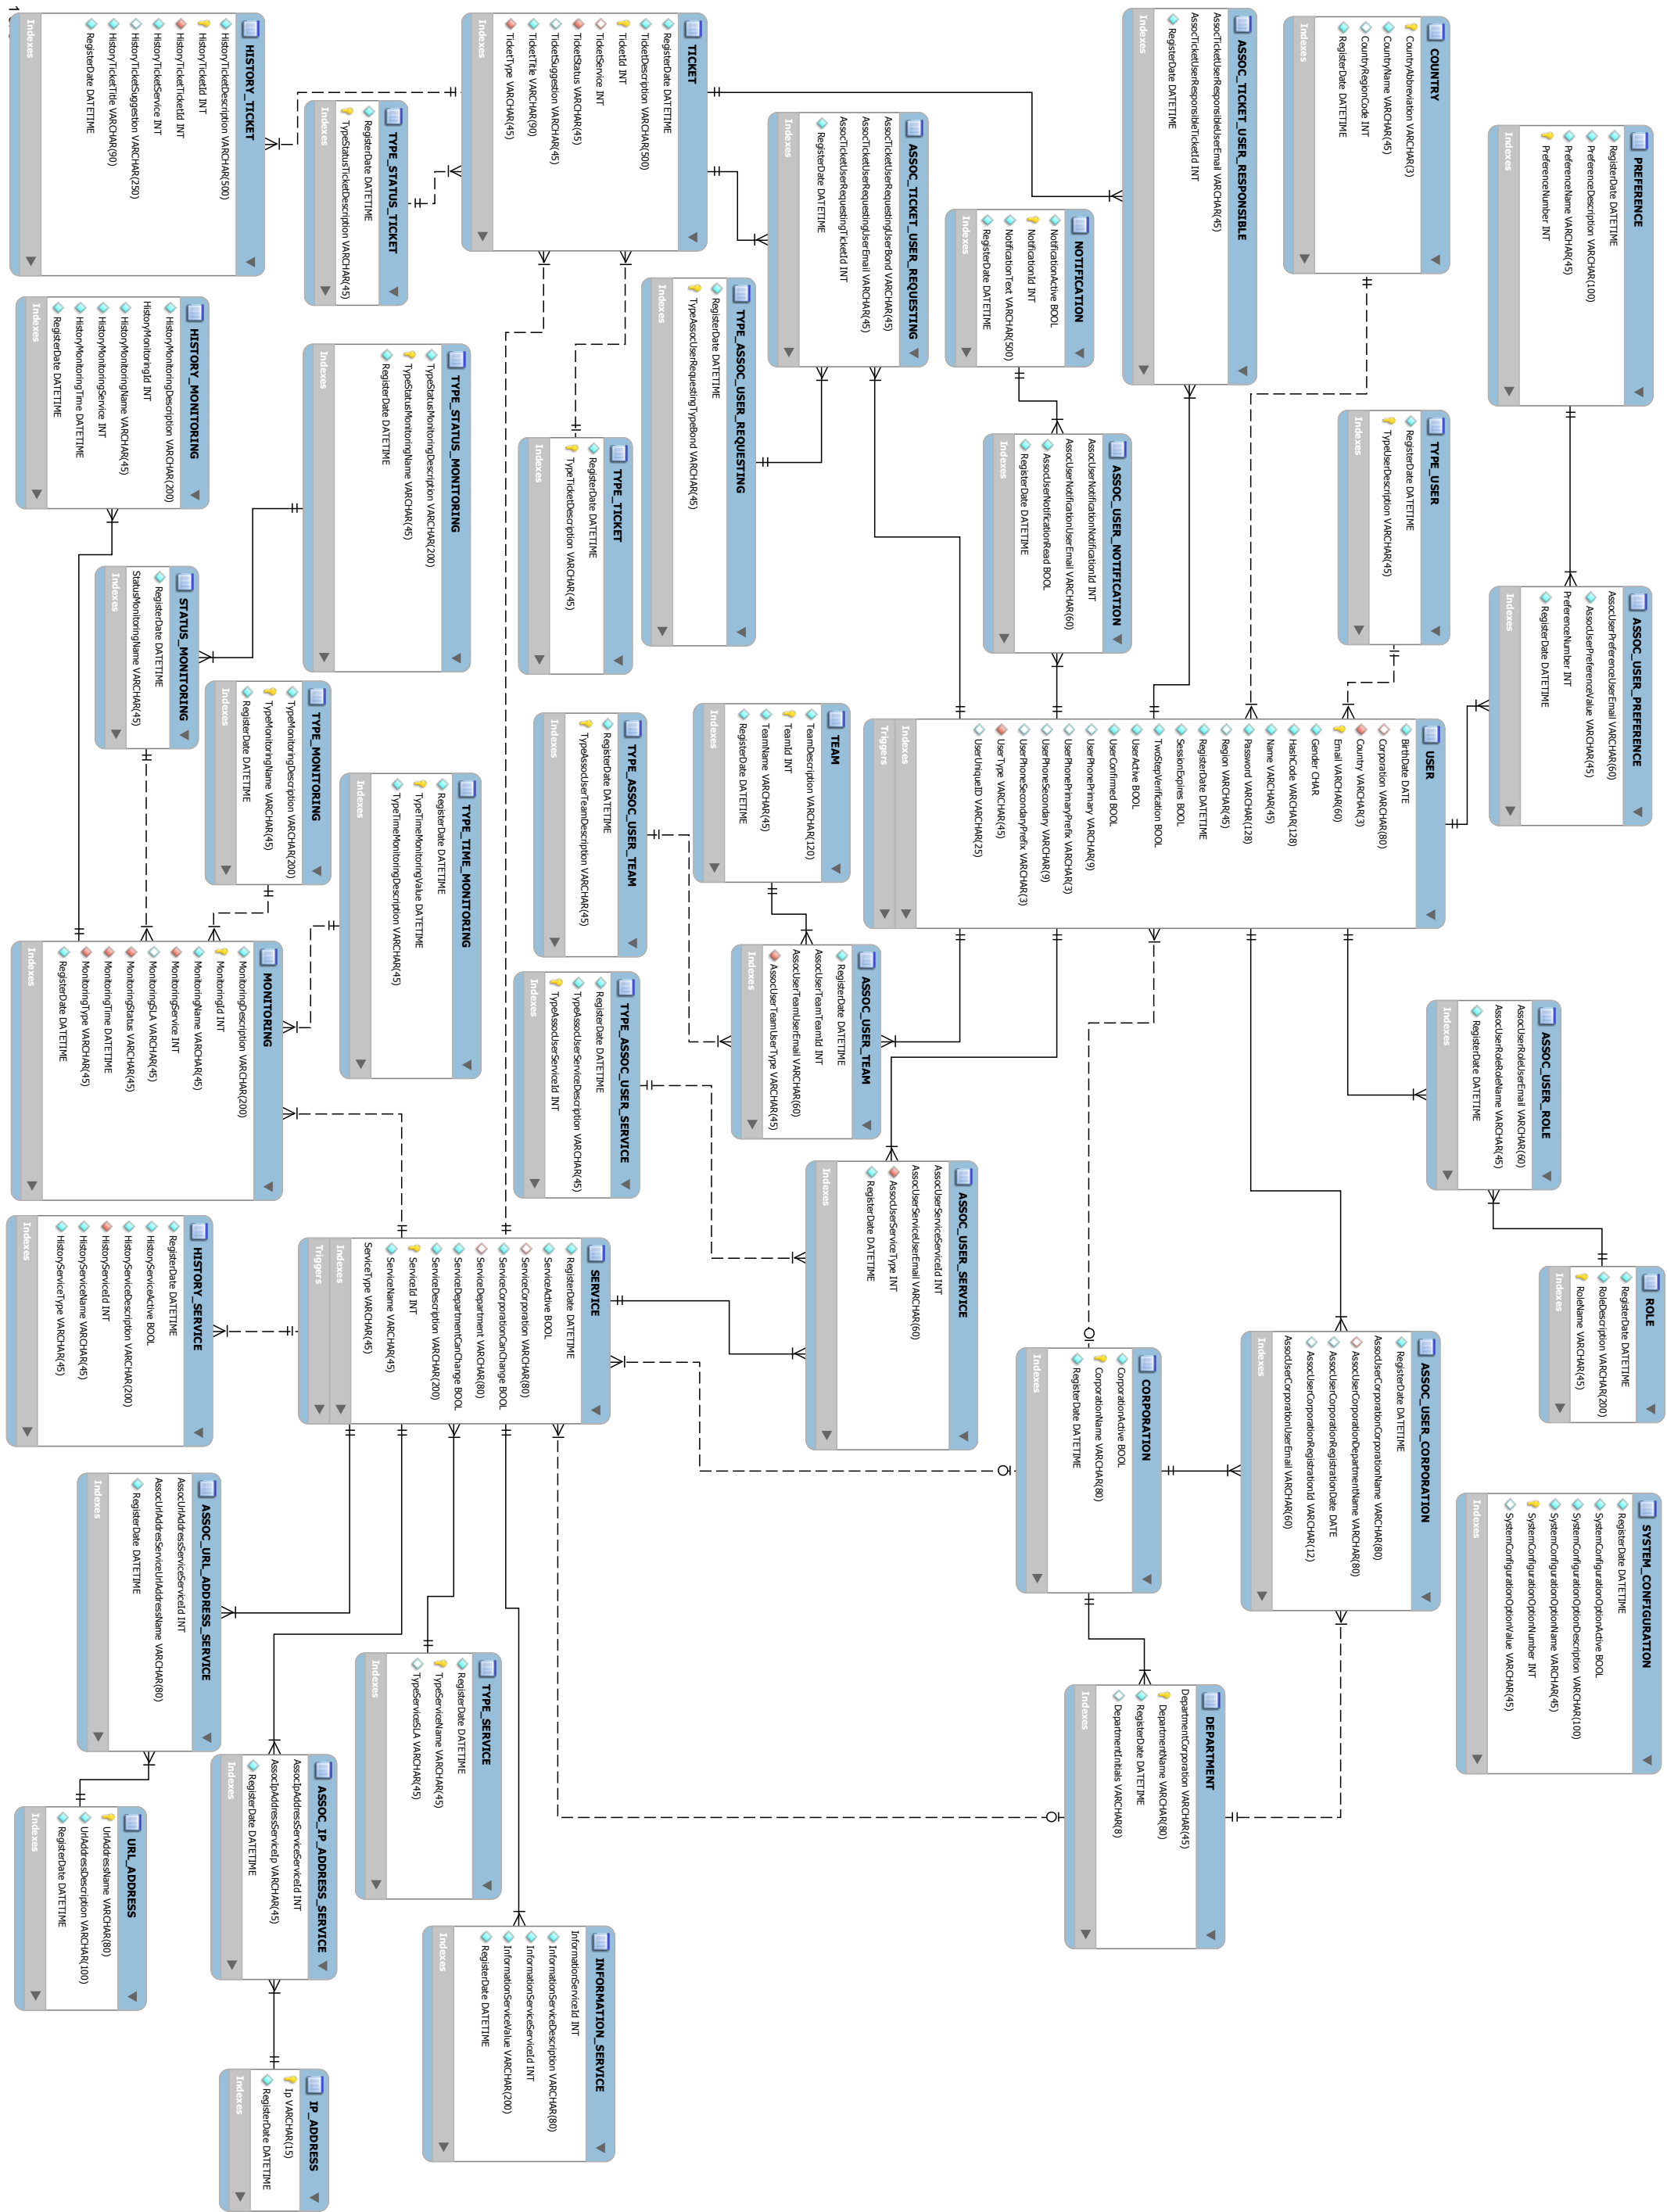 PREFERENCE
RegisterDate DATETIME
PreferenceDescription VARCHAR(100)
PreferenceName VARCHAR(45)
PreferenceNumber INT
Indexes
ASSOC_USER_PREFERENCE
AssocUserPreferenceUserEmail VARCHAR(60)
AssocUserPreferenceValue VARCHAR(45)
PreferenceNumber INT
RegisterDate DATETIME
Indexes
ROLE
RegisterDate DATETIME
RoleDescription VARCHAR(200)
RoleName VARCHAR(45)
Indexes
SYSTEM_CONFIGURATION
RegisterDate DATETIME
SystemConfigurationOptionActive BOOL
SystemConfigurationOptionDescription VARCHAR(100)
SystemConfigurationOptionName VARCHAR(45)
SystemConfigurationOptionNumber INT
SystemConfigurationOptionValue VARCHAR(45)
Indexes
COUNTRY
CountryAbbreviation VARCHAR(3)
CountryName VARCHAR(45)
CountryRegionCode INT
RegisterDate DATETIME
Indexes
TYPE_USER
RegisterDate DATETIME
TypeUserDescription VARCHAR(45)
Indexes
USER
BirthDate DATE
Corporation VARCHAR(80)
Country VARCHAR(3)
Email VARCHAR(60)
Gender CHAR
HashCode VARCHAR(128)
Name VARCHAR(45)
Password VARCHAR(128)
Region VARCHAR(45)
RegisterDate DATETIME
SessionExpires BOOL
TwoStepVerification BOOL
UserActive BOOL
UserConfirmed BOOL
UserPhonePrimary VARCHAR(9)
UserPhonePrimaryPrefix VARCHAR(3)
UserPhoneSecondary VARCHAR(9)
UserPhoneSecondaryPrefix VARCHAR(3)
UserType VARCHAR(45)
UserUniqueID VARCHAR(25)
Indexes
Triggers
ASSOC_USER_ROLE
AssocUserRoleUserEmail VARCHAR(60)
AssocUserRoleRoleName VARCHAR(45)
RegisterDate DATETIME
Indexes
ASSOC_USER_CORPORATION
RegisterDate DATETIME
AssocUserCorporationCorporationName VARCHAR(80)
AssocUserCorporationDepartmentName VARCHAR(80)
AssocUserCorporationRegistrationDate DATE
AssocUserCorporationRegistrationId VARCHAR(12)
AssocUserCorporationUserEmail VARCHAR(60)
Indexes
ASSOC_TICKET_USER_RESPONSIBLE
AssocTicketUserResponsibleUserEmail VARCHAR(45)
AssocTicketUserResponsibleTicketId INT
RegisterDate DATETIME
Indexes
NOTIFICATION
NotificationActive BOOL
NotificationId INT
NotificationText VARCHAR(500)
RegisterDate DATETIME
Indexes
ASSOC_USER_NOTIFICATION
AssocUserNotificationNotificationId INT
AssocUserNotificationUserEmail VARCHAR(60)
AssocUserNotificationRead BOOL
RegisterDate DATETIME
Indexes
CORPORATION
CorporationActive BOOL
CorporationName VARCHAR(80)
RegisterDate DATETIME
Indexes
DEPARTMENT
DepartmentCorporation VARCHAR(45)
DepartmentName VARCHAR(80)
RegisterDate DATETIME
DepartmentInitials VARCHAR(8)
Indexes
ASSOC_TICKET_USER_REQUESTING
AssocTicketUserRequestingUserBond VARCHAR(45)
AssocTicketUserRequestingUserEmail VARCHAR(45)
AssocTicketUserRequestingTicketId INT
RegisterDate DATETIME
Indexes
TYPE_ASSOC_USER_REQUESTING
RegisterDate DATETIME
TypeAssocUserRequestingTypeBond VARCHAR(45)
Indexes
TEAM
TeamDescription VARCHAR(120)
TeamId INT
TeamName VARCHAR(45)
RegisterDate DATETIME
Indexes
ASSOC_USER_TEAM
RegisterDate DATETIME
AssocUserTeamTeamId INT
AssocUserTeamUserEmail VARCHAR(60)
AssocUserTeamUserType VARCHAR(45)
Indexes
ASSOC_USER_SERVICE
AssocUserServiceServiceId INT
AssocUserServiceUserEmail VARCHAR(60)
AssocUserServiceType INT
RegisterDate DATETIME
Indexes
TICKET
RegisterDate DATETIME
TicketDescription VARCHAR(500)
TicketId INT
TicketService INT
TicketStatus VARCHAR(45)
TicketSuggestion VARCHAR(45)
TicketTitle VARCHAR(90)
TicketType VARCHAR(45)
Indexes
TYPE_TICKET
RegisterDate DATETIME
TypeTicketDescription VARCHAR(45)
Indexes
TYPE_ASSOC_USER_TEAM
RegisterDate DATETIME
TypeAssocUserTeamDescription VARCHAR(45)
Indexes
TYPE_ASSOC_USER_SERVICE
RegisterDate DATETIME
TypeAssocUserServiceDescription VARCHAR(45)
TypeAssocUserServiceId INT
Indexes
SERVICE
RegisterDate DATETIME
ServiceActive BOOL
ServiceCorporation VARCHAR(80)
ServiceCorporationCanChange BOOL
ServiceDepartment VARCHAR(80)
ServiceDepartmentCanChange BOOL
ServiceDescription VARCHAR(200)
ServiceId INT
ServiceName VARCHAR(45)
ServiceType VARCHAR(45)
Indexes
Triggers
INFORMATION_SERVICE
InformationServiceId INT
InformationServiceDescription VARCHAR(80)
InformationServiceServiceId INT
InformationServiceValue VARCHAR(200)
RegisterDate DATETIME
Indexes
TYPE_SERVICE
RegisterDate DATETIME
TypeServiceName VARCHAR(45)
TypeServiceSLA VARCHAR(45)
Indexes
TYPE_STATUS_TICKET
RegisterDate DATETIME
TypeStatusTicketDescription VARCHAR(45)
Indexes
TYPE_STATUS_MONITORING
TypeStatusMonitoringDescription VARCHAR(200)
TypeStatusMonitoringName VARCHAR(45)
RegisterDate DATETIME
Indexes
TYPE_TIME_MONITORING
RegisterDate DATETIME
TypeTimeMonitoringValue DATETIME
TypeTimeMonitoringDescription VARCHAR(45)
Indexes
TYPE_MONITORING
TypeMonitoringDescription VARCHAR(200)
TypeMonitoringName VARCHAR(45)
RegisterDate DATETIME
Indexes
HISTORY_TICKET
HistoryTicketDescription VARCHAR(500)
HistoryTicketId INT
HistoryTicketTicketId INT
HistoryTicketService INT
HistoryTicketSuggestion VARCHAR(250)
HistoryTicketTitle VARCHAR(90)
RegisterDate DATETIME
Indexes
HISTORY_MONITORING
HistoryMonitoringDescription VARCHAR(200)
HistoryMonitoringId INT
HistoryMonitoringName VARCHAR(45)
HistoryMonitoringService INT
HistoryMonitoringTime DATETIME
RegisterDate DATETIME
Indexes
STATUS_MONITORING
RegisterDate DATETIME
StatusMonitoringName VARCHAR(45)
Indexes
MONITORING
MonitoringDescription VARCHAR(200)
MonitoringId INT
MonitoringName VARCHAR(45)
MonitoringService INT
MonitoringSLA VARCHAR(45)
MonitoringStatus VARCHAR(45)
MonitoringTime DATETIME
MonitoringType VARCHAR(45)
RegisterDate DATETIME
Indexes
HISTORY_SERVICE
RegisterDate DATETIME
HistoryServiceActive BOOL
HistoryServiceDescription VARCHAR(200)
HistoryServiceId INT
HistoryServiceName VARCHAR(45)
HistoryServiceType VARCHAR(45)
Indexes
ASSOC_URL_ADDRESS_SERVICE
AssocUrlAddressServiceServiceId INT
AssocUrlAddressServiceUrlAddressName VARCHAR(80)
RegisterDate DATETIME
Indexes
ASSOC_IP_ADDRESS_SERVICE
AssocIpAddressServiceServiceId INT
AssocIpAddressServiceIp VARCHAR(45)
RegisterDate DATETIME
Indexes
URL_ADDRESS
UrlAddressName VARCHAR(80)
UrlAddressDescription VARCHAR(100)
RegisterDate DATETIME
Indexes
IP_ADDRESS
Ip VARCHAR(15)
RegisterDate DATETIME
Indexes